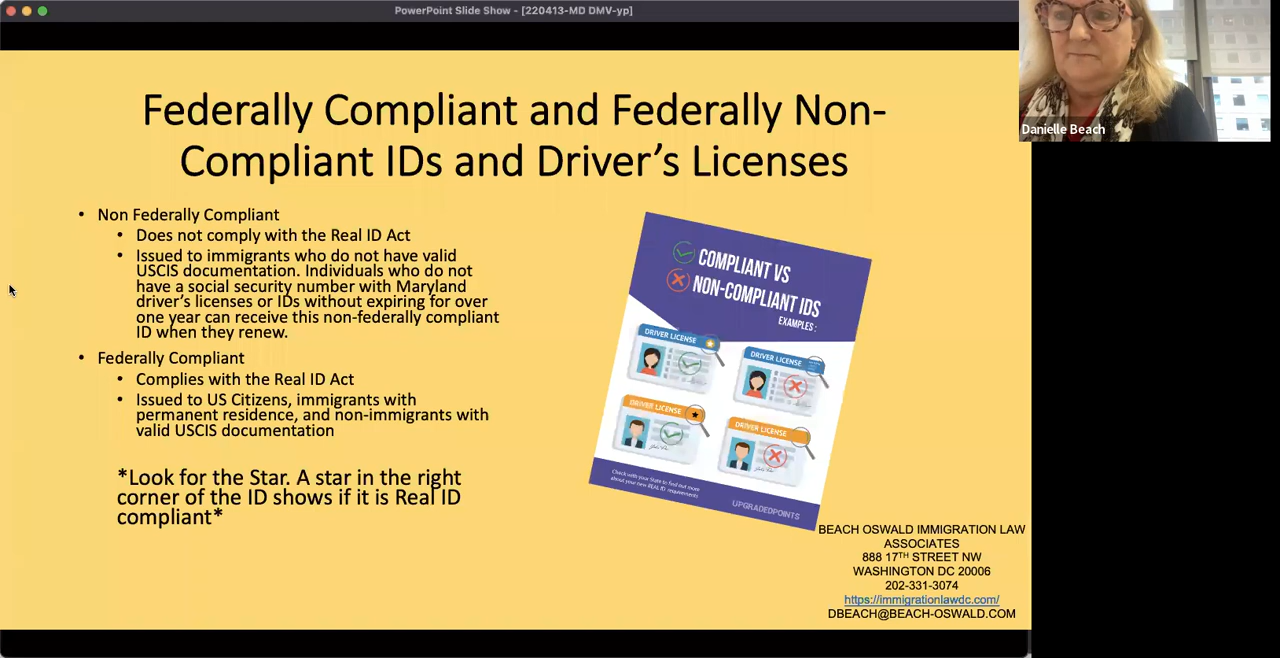 PowerPoint Slide Show - [220413-MD DMV-yp]
Federally Compliant and Federally Non-
Compliant IDs and Driver’s Licenses
• Non Federally Compliant
• Does not comply with the Real ID Act
• Issued to immigrants who do not have valid
USCIS documentation. Individuals who do not
have a social security number with Maryland
driver’s licenses or IDs without expiring for over
one year can receive this non-federally compliant
ID when they renew.
• Federally Compliant
• Complies with the Real ID Act
• Issued to US Citizens, immigrants with
permanent residence, and non-immigrants with
valid USCIS documentation
*Look for the Star. A star in the right
corner of the ID shows if it is Real ID
compliant*
COMPLIANT VS
NON-COMPLIANT IDS
EXAMPLES :
DRIVER LICENSE
DRIVER LICENSE
DRIVER LICENSE
DRIVER LICENSE
Check with your State to find out more
about your new REAL ID requirements
UPGRADEDPOINTS
BEACH OSWALD IMMIGRATION LAW
ASSOCIATES
888 17TH STREET NW
WASHINGTON DC 20006
202-331-3074
https://immigrationlawdc.com/
DBEACH@BEACH-OSWALD.COM
Danielle Beach